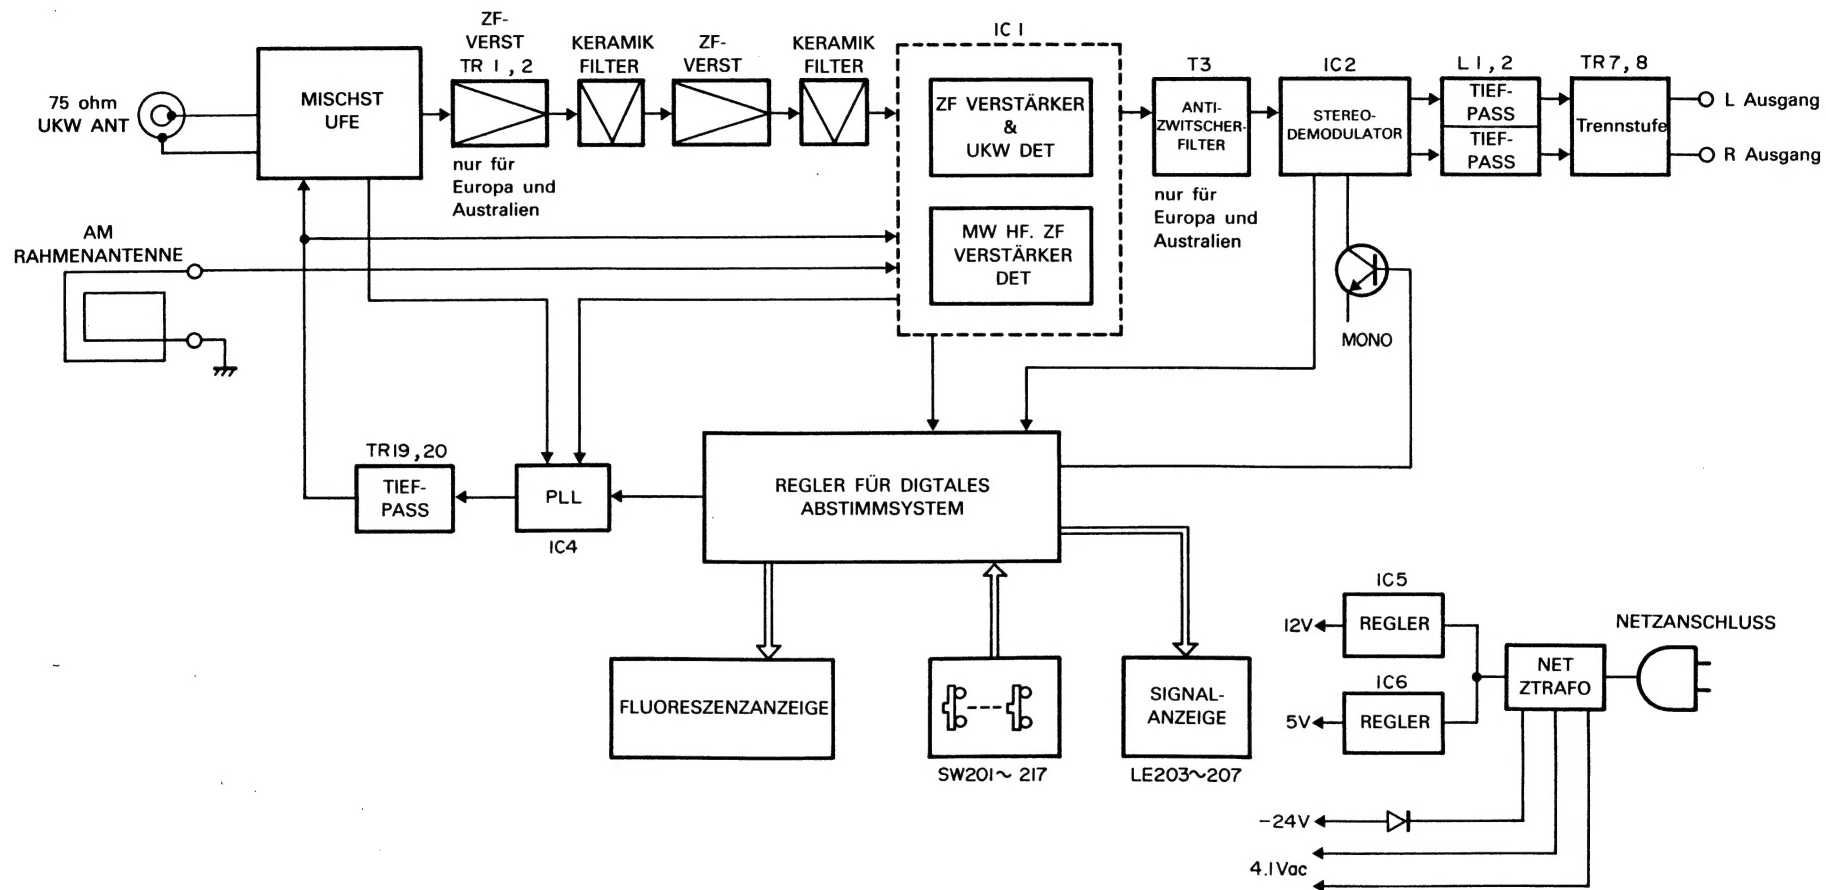 ZF-
VERST
TR 1, 2
KERAMIK
FILTER
ZF-
VERST
KERAMIK
FILTER
IC 1
75 ohm
UKW ANT
MISCHST
UFE
nur für
Europa und
Australien
ZF VERSTÄRKER
&
UKW DET
MW HF. ZF
VERSTÄRKER
DET
T3
ANTI-
ZWITSCHER-
FILTER
nur für
Europa und
Australien
IC2
STEREO-
DEMODULATOR
L1, 2
TIEF-
PASS
TIEF-
PASS
TR7, 8
Trennstufe
L Ausgang
R Ausgang
MONO
AM
RAHMENANTENNE
TR19, 20
TIEF-
PASS
PLL
IC4
REGLER FÜR DIGTALES
ABSTIMMSYSTEM
FLUORESZENZANZEIGE
SW201~ 217
SIGNAL-
ANZEIGE
LE203~207
IC5
12V
REGLER
IC6
5V
REGLER
NET
ZTRAFO
NETZANSCHLUSS
-24V
4.1Vac